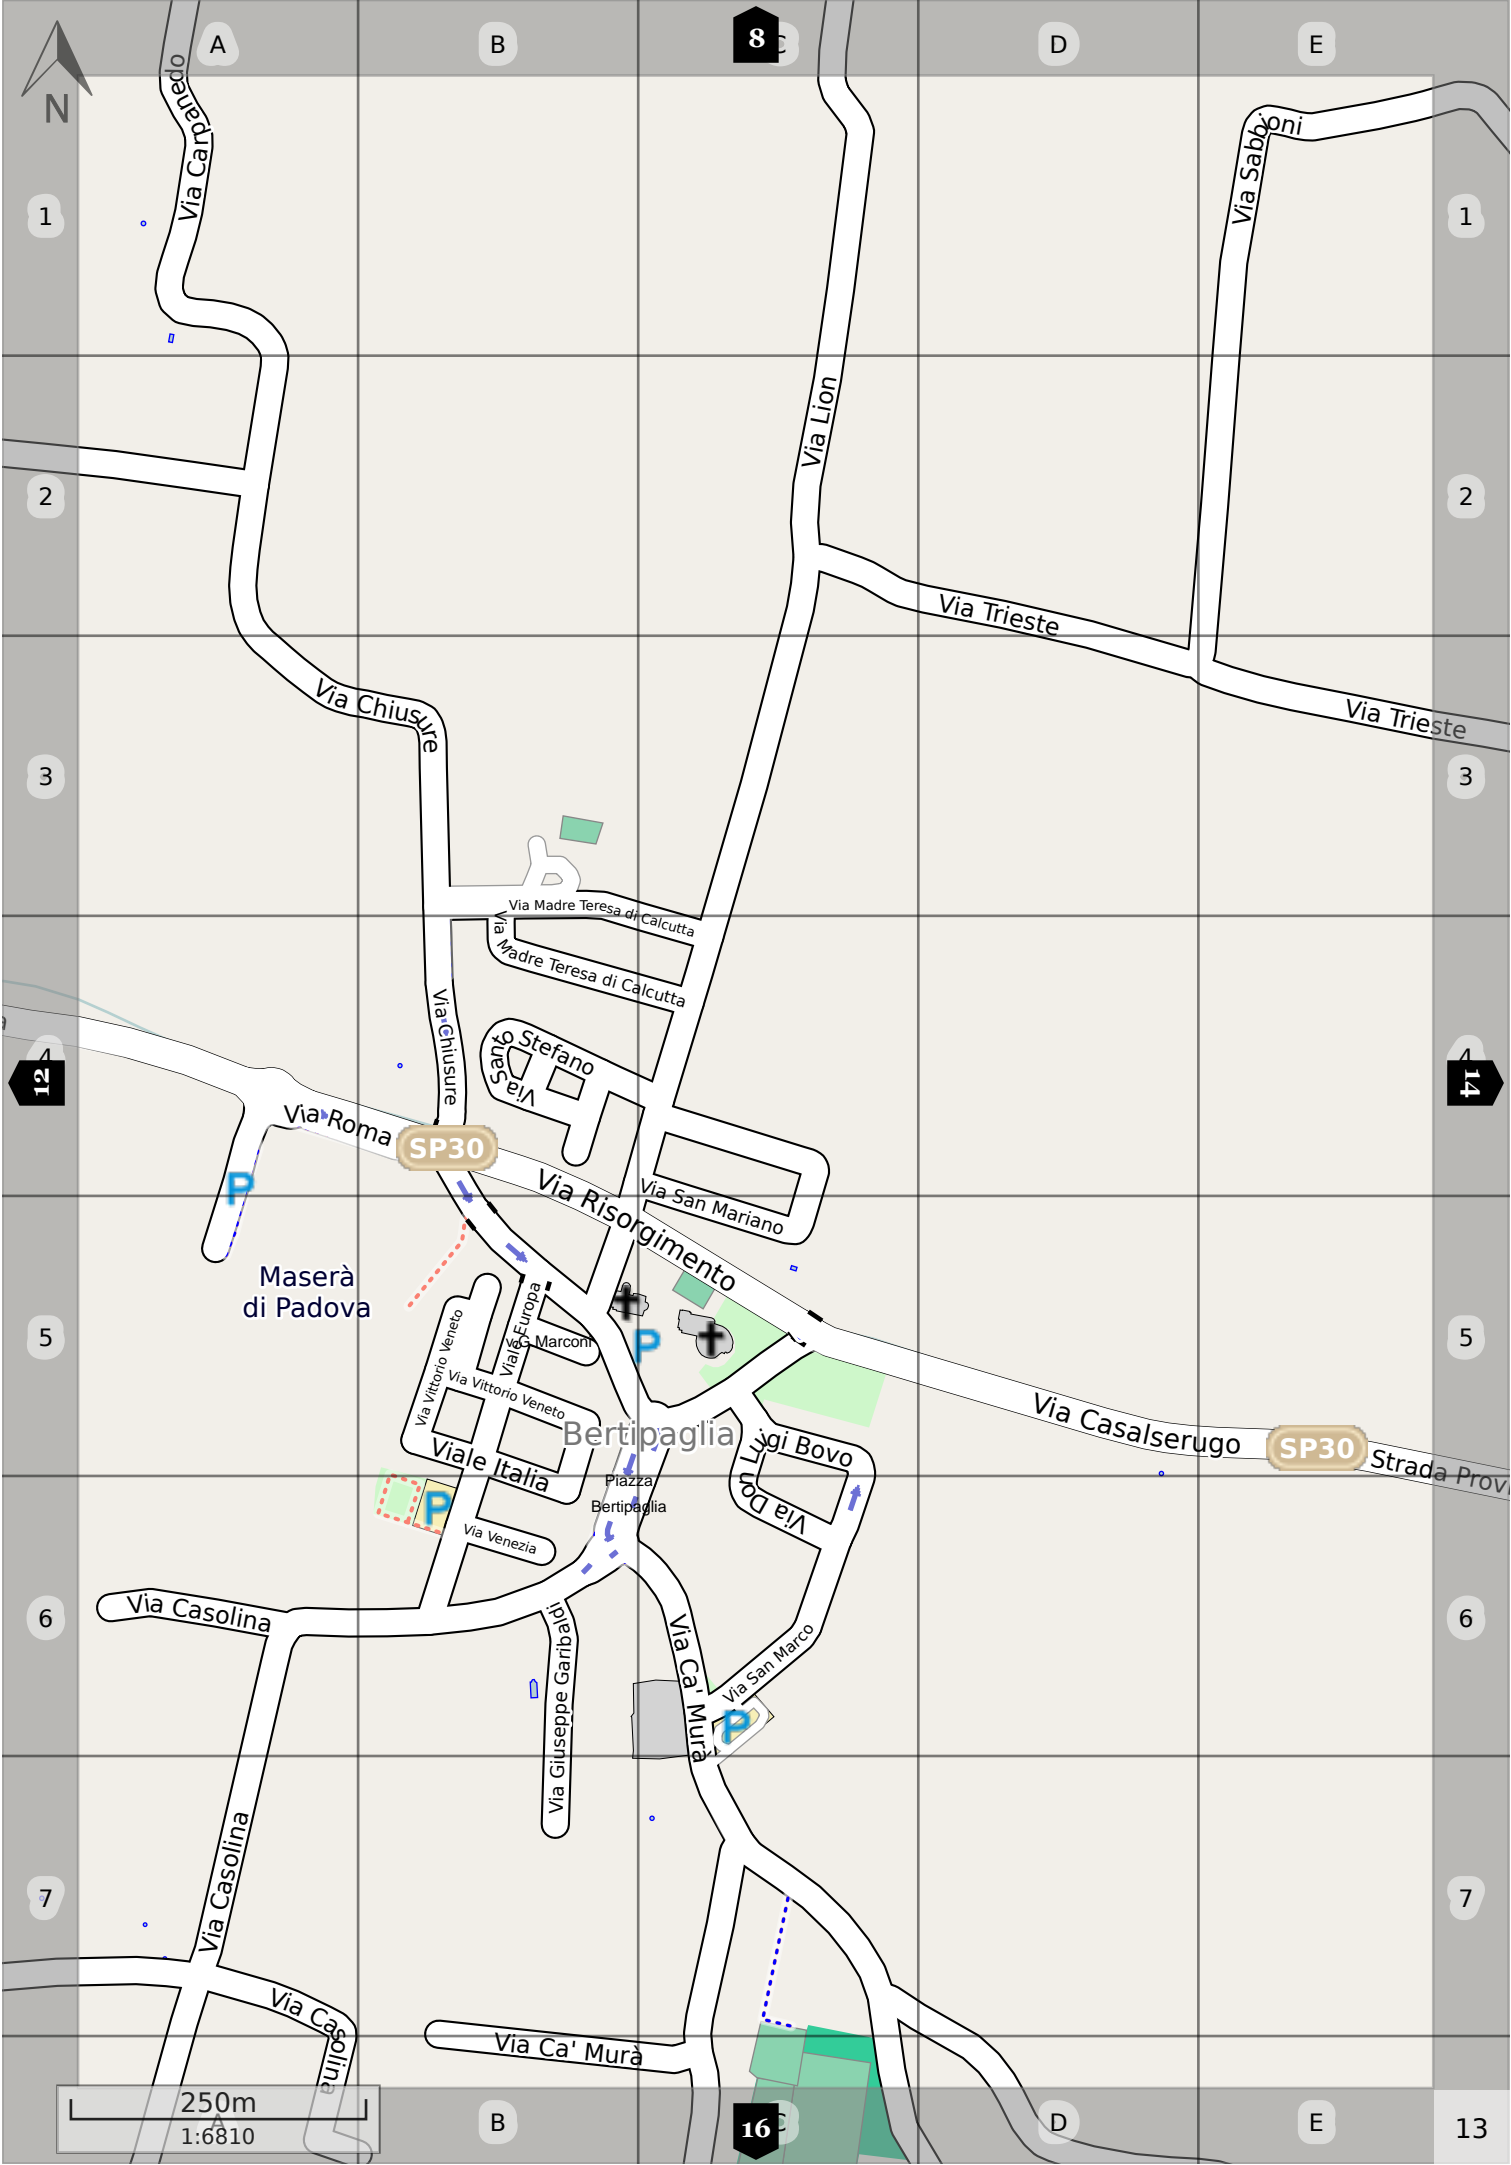 A
B
8
C
D
E
N
Via Carpanedo
Via Sabbioni
1
1
Via Lion
2
2
Via Trieste
Via Chiusure
Via Trieste
3
3
Via Madre Teresa di Calcutta
Via Madre Teresa di Calcutta
Via Chiusure
a
4
4
12
14
Via Santo Stefano
Via Roma
SP30
P
Via Risorgimento
Via San Mariano
Maserà
di Padova
5
5
Viale Europa
v.G.Marconi
P
Via Vittorio Veneto
Via Vittorio Veneto
Bertipaglia
Via Casalserugo
SP30
Strada Provi
Viale Italia
Via Don Luigi Bovo
Piazza
Bertipaglia
P
Via Venezia
Via Casolina
6
6
Via Giuseppe Garibaldi
Via Ca' Murà
Via San Marco
P
Via Casolina
7
7
Via Casolina
Via Ca' Murà
250m
1:6810
A
B
16
C
D
E
13